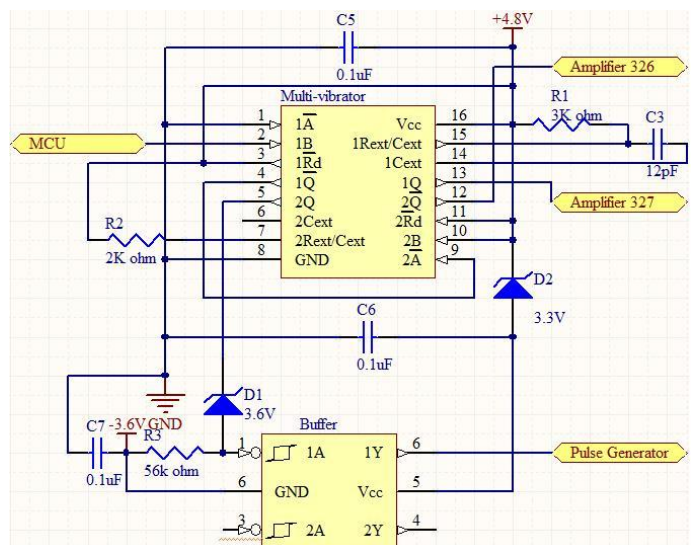 +4.8V
C5
0.1uF
Amplifier 326
Multi-vibrator
R1
3K ohm
C3
12pF
MCU
1 1A 
2 1B
3 1Rd
4 1Q
5 2Q
6 2Cext
7 2Rext/Cext
8 GND
Vcc 16
1Rext/Cext 15
1Cext 14
1Q 13
2Q 12
2Rd 11
2B 10
2A 9
Amplifier 327
R2
2K ohm
D2
3.3V
C6
0.1uF
D1
3.6V
-3.6V GND
C7
0.1uF
R3
56k ohm
Buffer
1 1A
1Y 6
6 GND
Vcc 5
3 2A
2Y 4
Pulse Generator